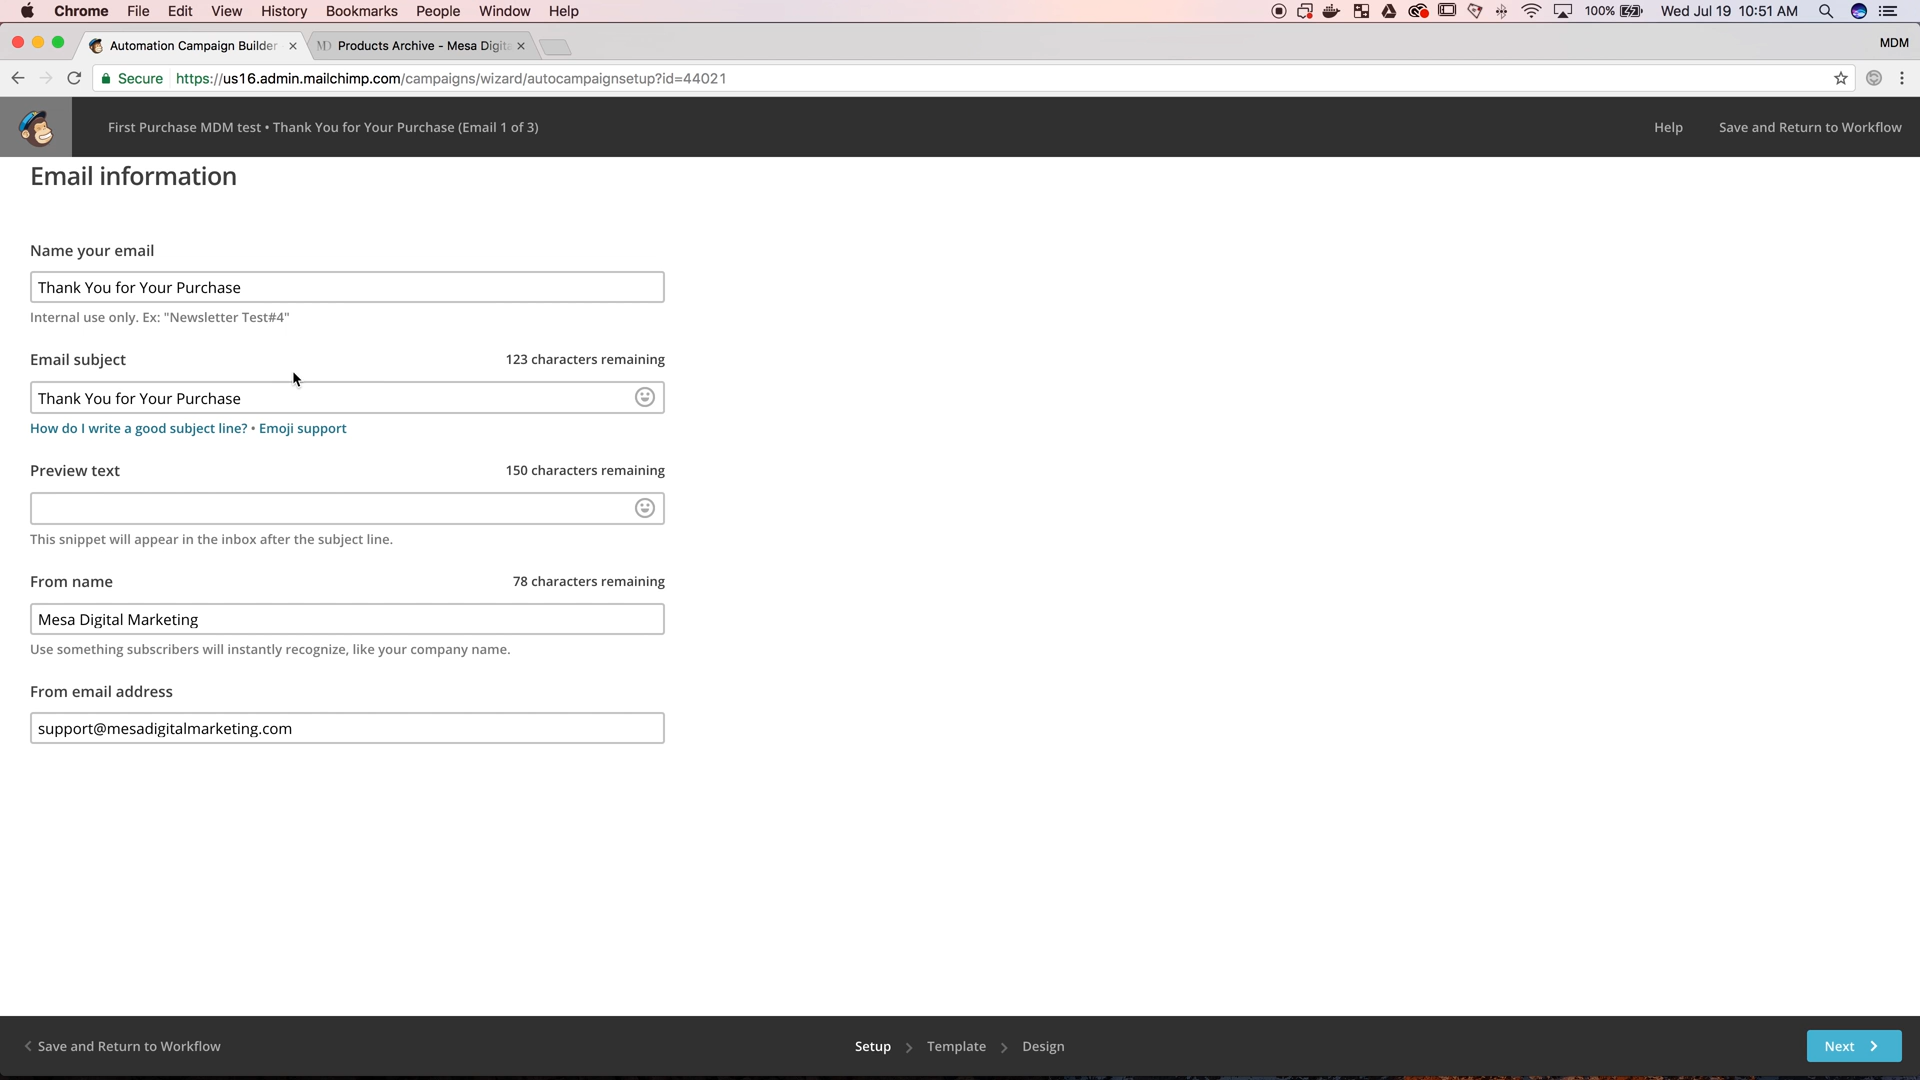 Chrome File Edit View History Bookmarks People Window Help 100% Wed Jul 19 10:51 AM
Automation Campaign Builder Products Archive - Mesa Digita MDM
Secure https://us16.admin.mailchimp.com/campaigns/wizard/autocampaignsetup?id=44021
First Purchase MDM test • Thank You for Your Purchase (Email 1 of 3) Help Save and Return to Workflow
Email information
Name your email
Thank You for Your Purchase
Internal use only. Ex: "Newsletter Test#4"
Email subject 123 characters remaining
Thank You for Your Purchase
How do I write a good subject line? • Emoji support
Preview text 150 characters remaining
This snippet will appear in the inbox after the subject line.
From name 78 characters remaining
Mesa Digital Marketing
Use something subscribers will instantly recognize, like your company name.
From email address
support@mesadigitalmarketing.com
Save and Return to Workflow Setup Template Design Next